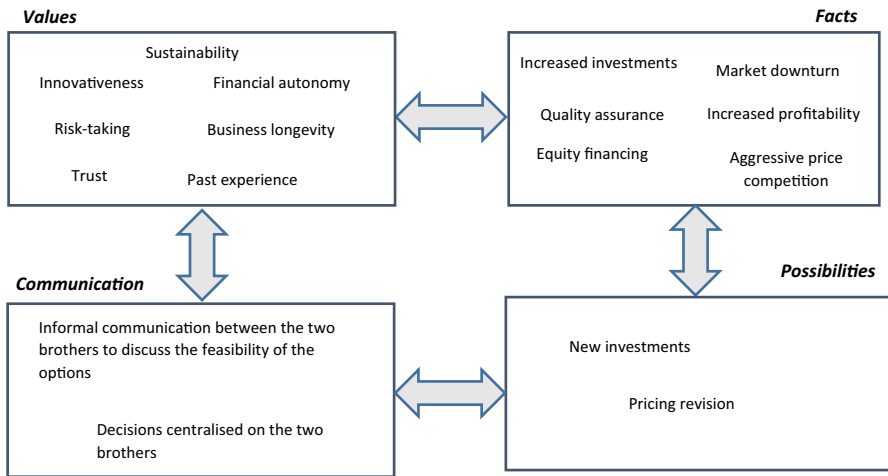 Values
Sustainability
Innovativeness
Financial autonomy
Risk-taking
Business longevity
Trust
Past experience
Facts
Increased investments
Market downturn
Quality assurance
Increased profitability
Equity financing
Aggressive price
competition
Communication
Informal communication between the two
brothers to discuss the feasibility of the
options
Decisions centralised on the two
brothers
Possibilities
New investments
Pricing revision